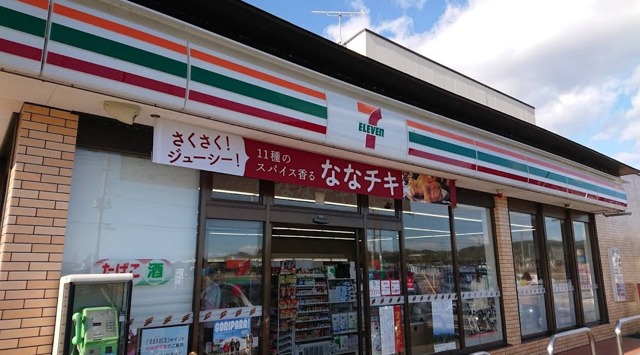 7
ELEVEN
さくさく！
ジューシー！
11種の
スパイス香る
ななチキ
たばこ 酒